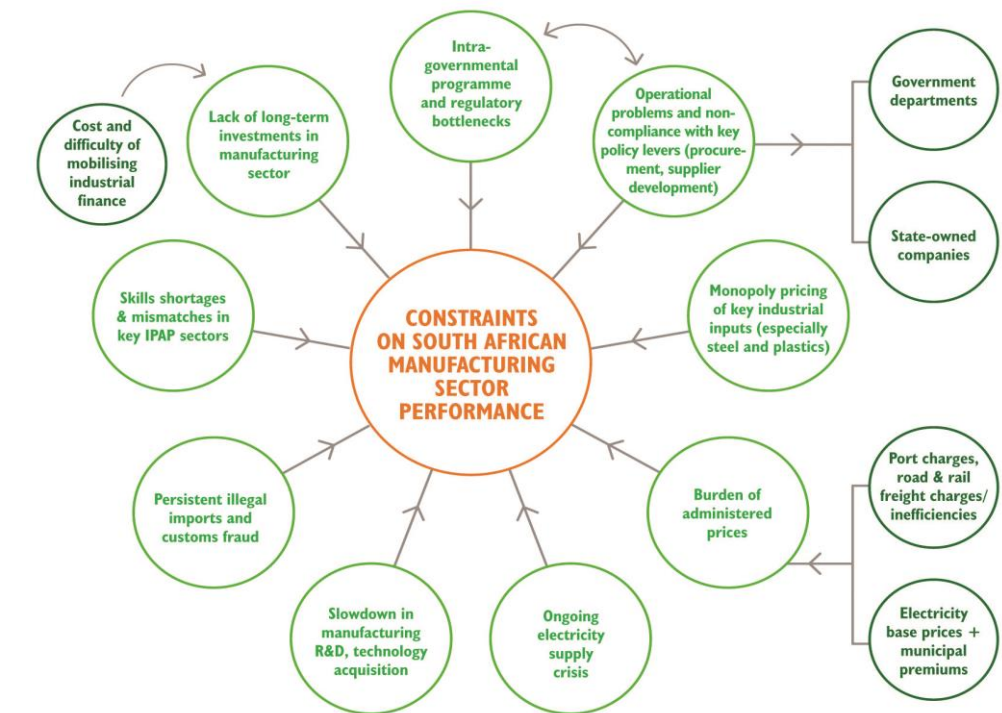 Intra-
governmental
programme
and regulatory
bottlenecks
Government
departments
Cost and
difficulty of
mobilising
industrial
finance
Lack of long-term
investments in
manufacturing
sector
Operational
problems and non-
compliance with key
policy levers (procure-
ment, supplier
development)
State-owned
companies
Skills shortages
& mismatches in
key IPAP sectors
CONSTRAINTS
ON SOUTH AFRICAN
MANUFACTURING
SECTOR
PERFORMANCE
Monopoly pricing
of key industrial
inputs (especially
steel and plastics)
Persistent illegal
imports and
customs fraud
Burden of
administered
prices
Port charges,
road & rail
freight charges/
inefficiencies
Slowdown in
manufacturing
R&D, technology
acquisition
Ongoing
electricity
supply
crisis
Electricity
base prices +
municipal
premiums